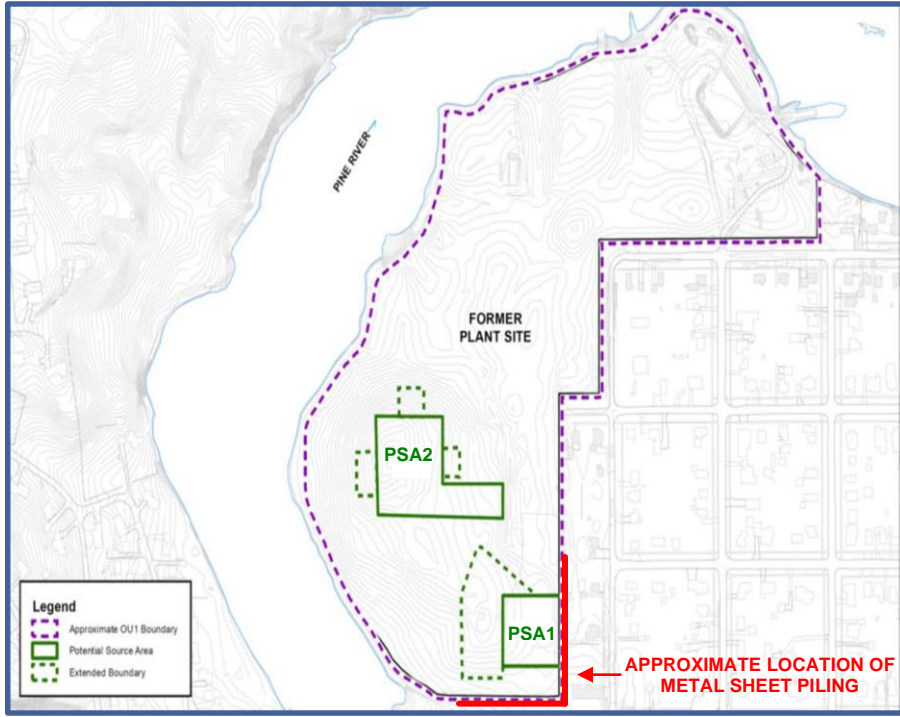 PINE RIVER
FORMER
PLANT SITE
PSA2
PSA1
APPROXIMATE LOCATION OF
METAL SHEET PILING
Legend
Approximate OU1 Boundary
Potential Source Area
Extended Boundary